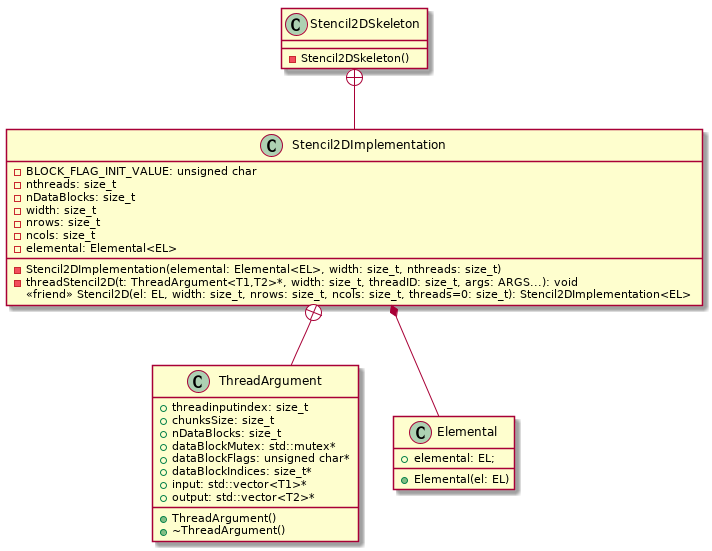 C Stencil2DSkeleton
Stencil2DSkeleton()
C Stencil2DImplementation
BLOCK_FLAG_INIT_VALUE: unsigned char
nthreads: size_t
nDataBlocks: size_t
width: size_t
nrows: size_t
ncols: size_t
elemental: Elemental<EL>
Stencil2DImplementation(elemental: Elemental<EL>, width: size_t, nthreads: size_t)
threadStencil2D(t: ThreadArgument<T1,T2>*, width: size_t, threadID: size_t, args: ARGS...): void
«friend» Stencil2D(el: EL, width: size_t, nrows: size_t, ncols: size_t, threads=0: size_t): Stencil2DImplementation<EL>
C ThreadArgument
threadinputindex: size_t
chunksSize: size_t
nDataBlocks: size_t
dataBlockMutex: std::mutex*
dataBlockFlags: unsigned char*
dataBlockIndices: size_t*
input: std::vector<T1>*
output: std::vector<T2>*
ThreadArgument()
~ThreadArgument()
C Elemental
elemental: EL;
Elemental(el: EL)